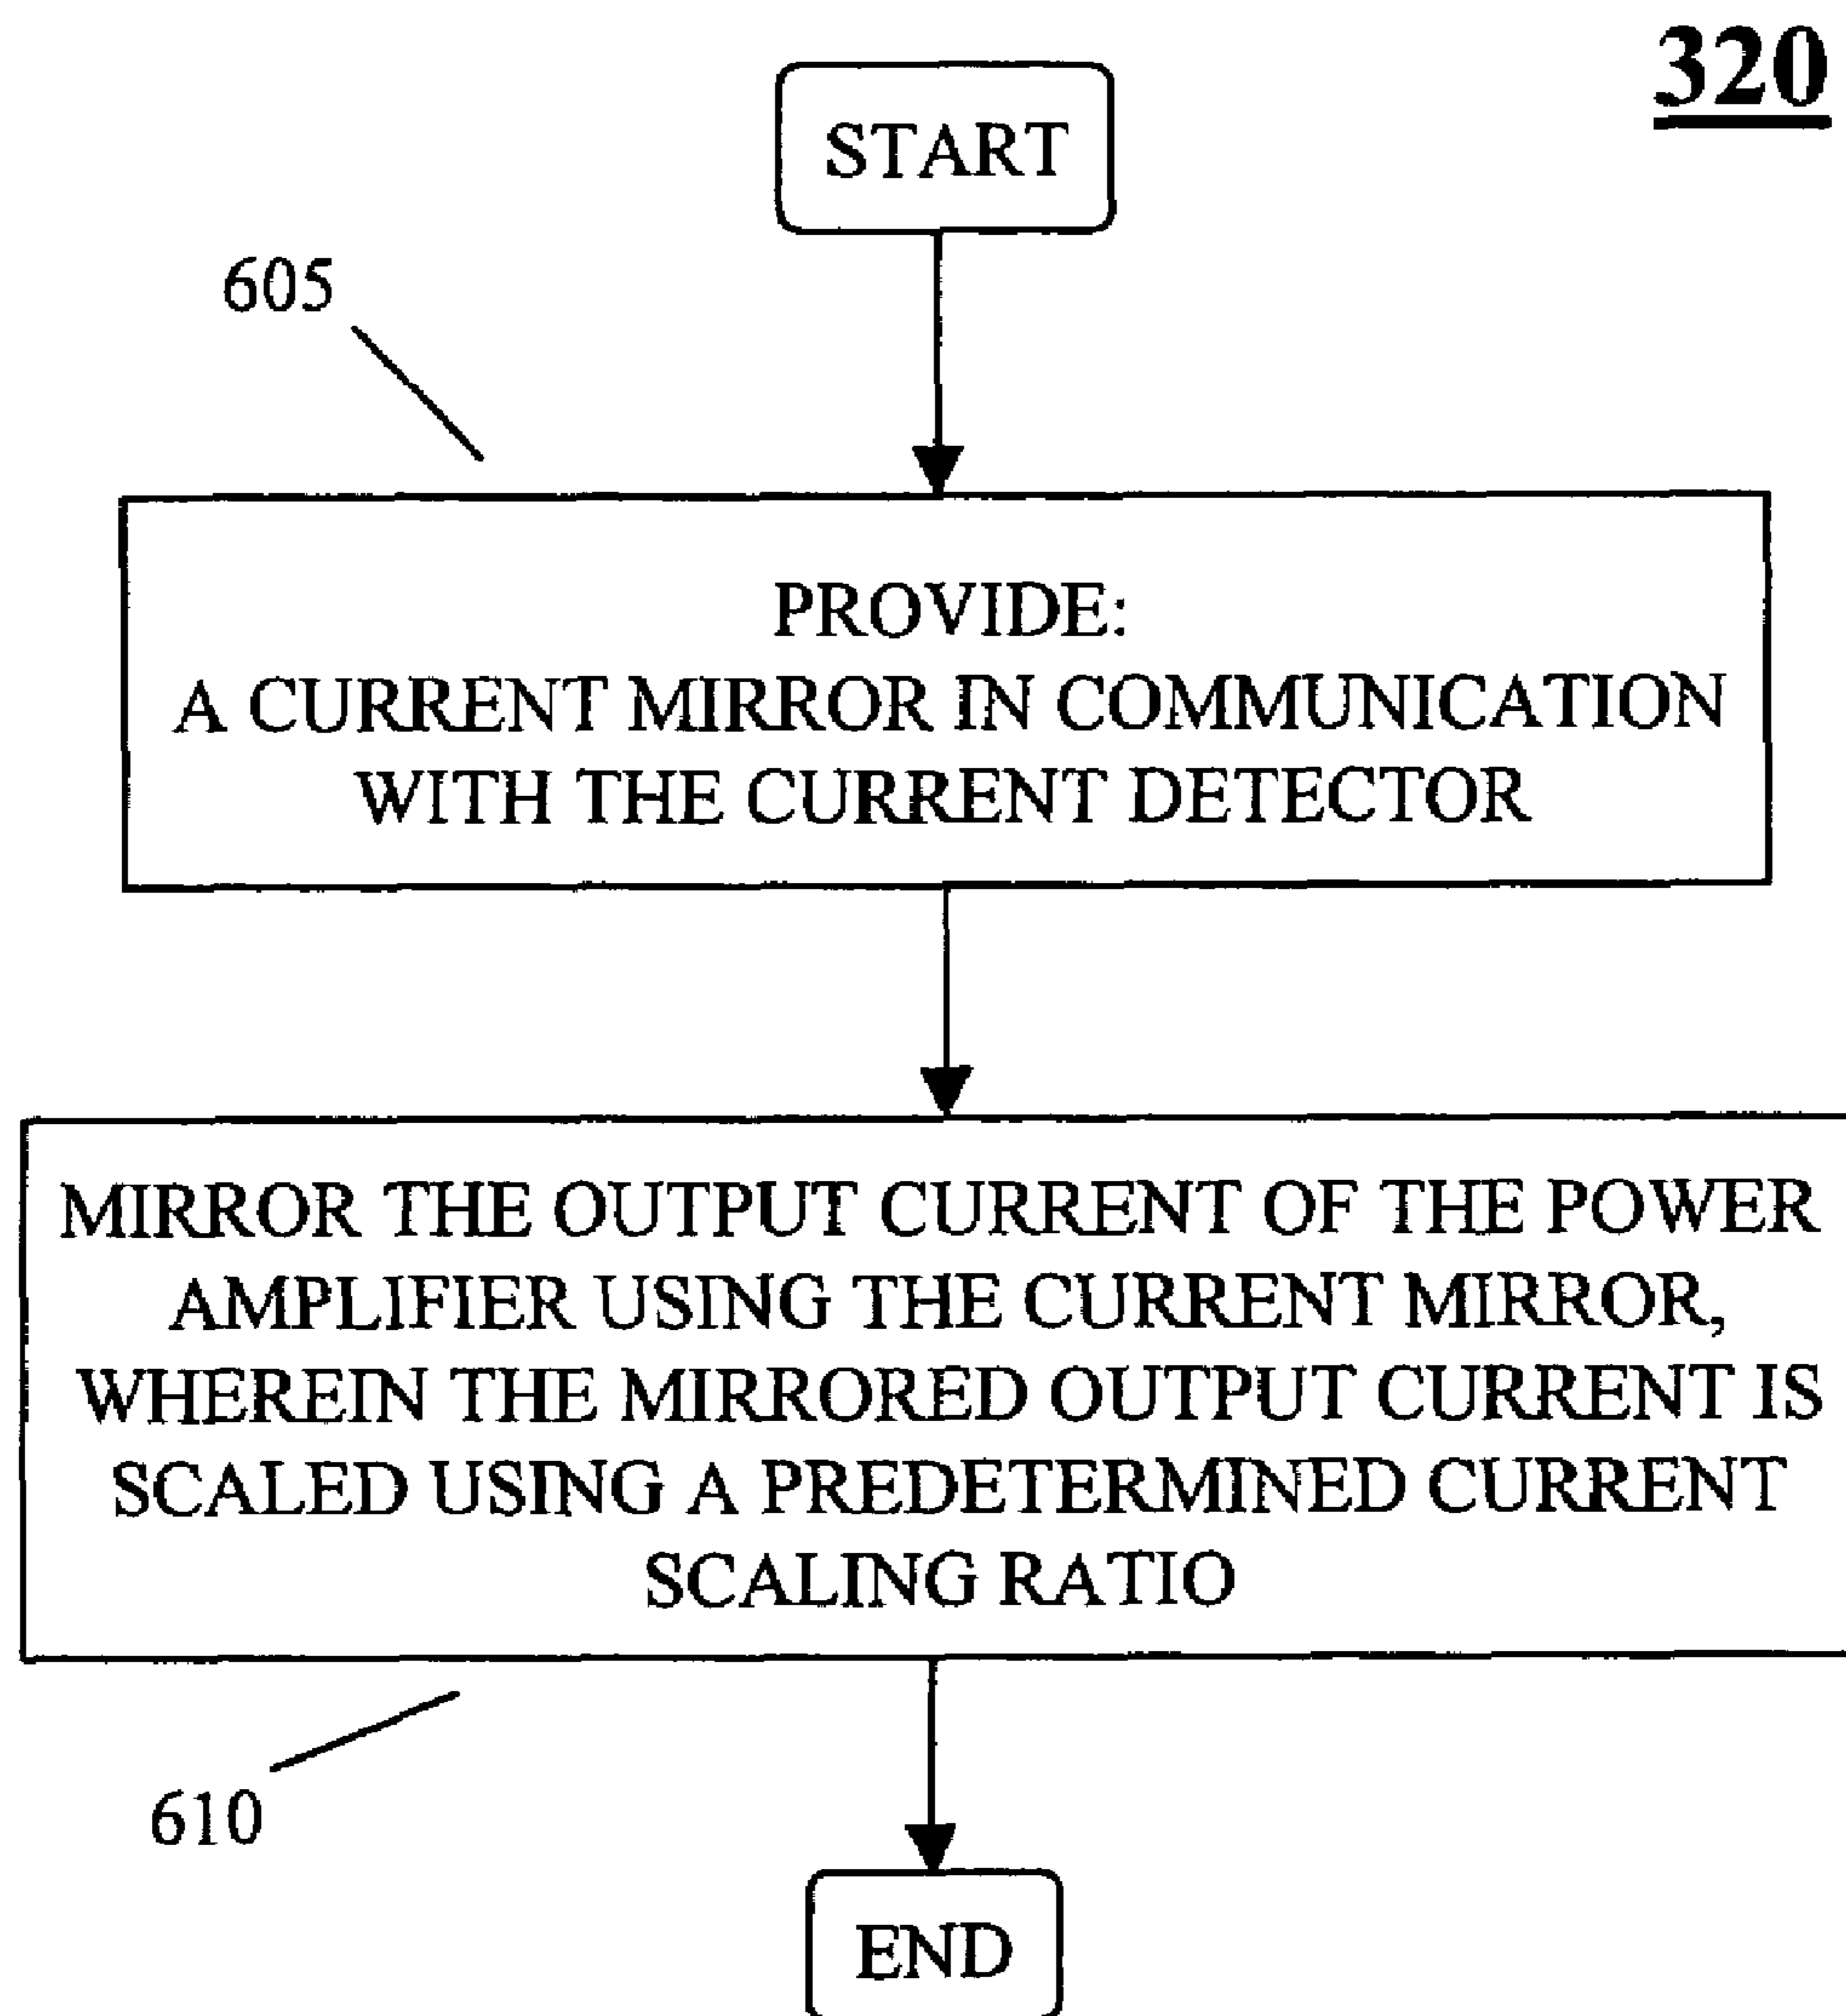 320
START
605
PROVIDE:
A CURRENT MIRROR IN COMMUNICATION
WITH THE CURRENT DETECTOR
MIRROR THE OUTPUT CURRENT OF THE POWER
AMPLIFIER USING THE CURRENT MIRROR,
WHEREIN THE MIRRORED OUTPUT CURRENT IS
SCALED USING A PREDETERMINED CURRENT
SCALING RATIO
610
END